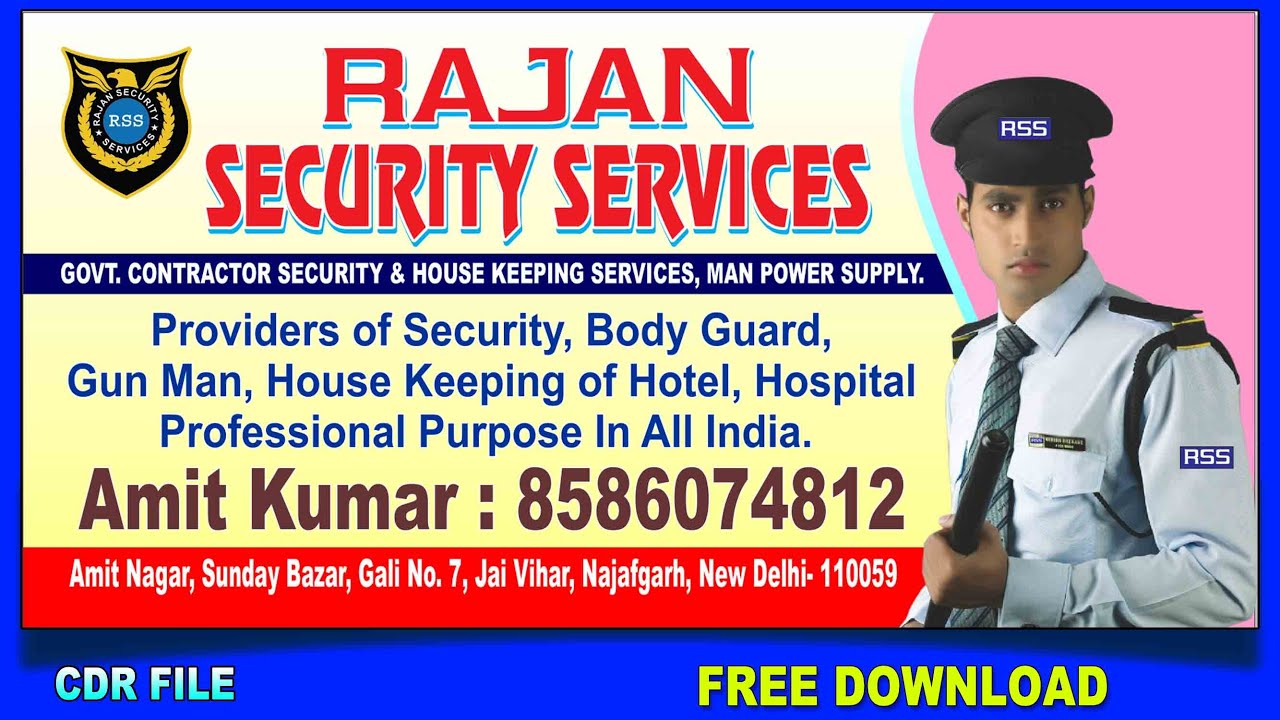 RAJAN SECURITY SERVICES
RSS
RAJAN
SECURITY SERVICES
GOVT. CONTRACTOR SECURITY & HOUSE KEEPING SERVICES, MAN POWER SUPPLY.
Providers of Security, Body Guard,
Gun Man, House Keeping of Hotel, Hospital
Professional Purpose In All India.
Amit Kumar : 8586074812
Amit Nagar, Sunday Bazar, Gali No. 7, Jai Vihar, Najafgarh, New Delhi- 110059
RSS
RSS
CDR FILE
FREE DOWNLOAD